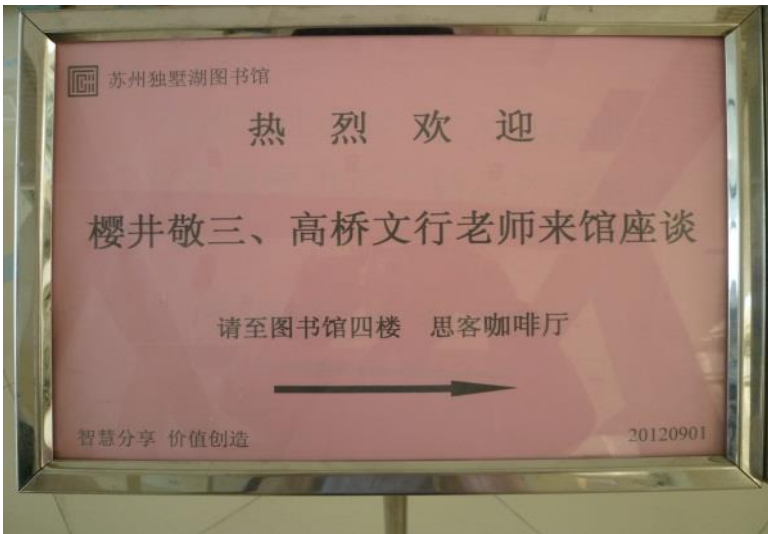 苏州独墅湖图书馆
热烈欢迎
樱井敬三、高桥文行老师来馆座谈
请至图书馆四楼 思客咖啡厅
智慧分享 价值创造
20120901